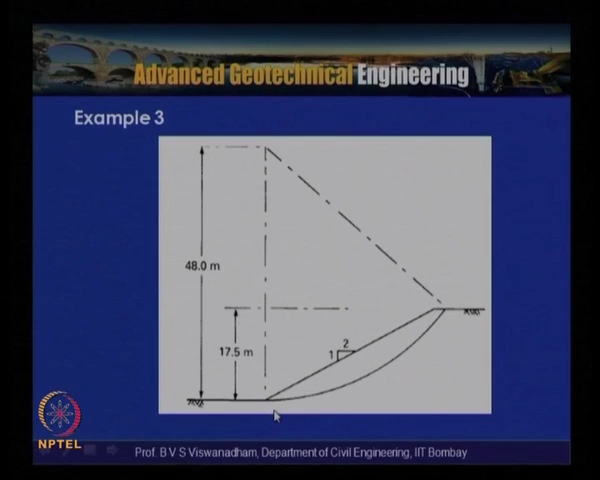 Advanced Geotechnical Engineering
Example 3
48.0 m
17.5 m
2
1
NPTEL
Prof. B V S Viswanadham, Department of Civil Engineering, IIT Bombay